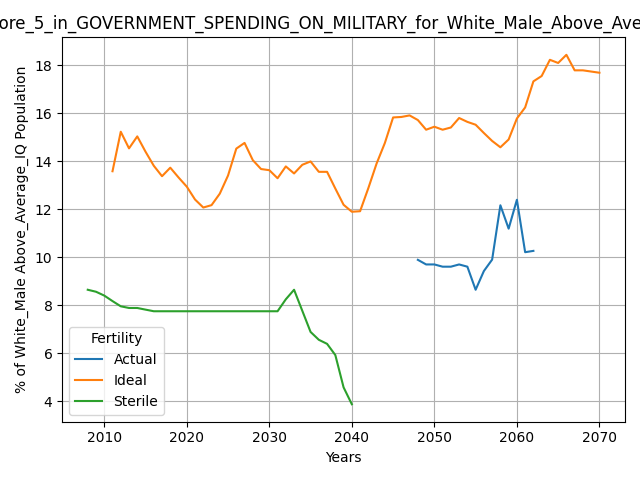 ore_5_in_GOVERNMENT_SPENDING_ON_MILITARY_for_White_Male_Above_Ave
% of White_Male Above_Average_IQ Population
18
16
14
12
10
8
6
4
Fertility
Actual
Ideal
Sterile
2010 2020 2030 2040 2050 2060 2070
Years